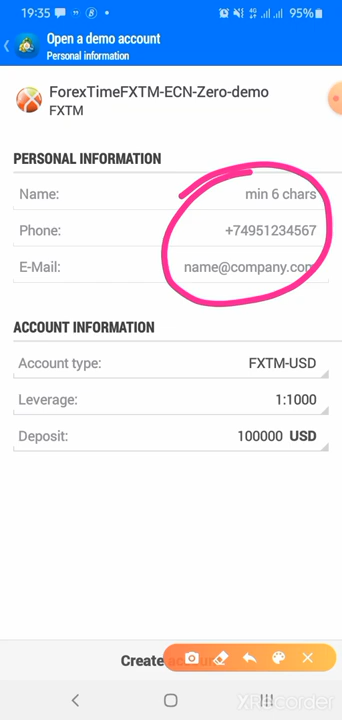 19:35 95%
Open a demo account
Personal information
ForexTimeFXTM-ECN-Zero-demo
FXTM
PERSONAL INFORMATION
Name: min 6 chars
Phone: +74951234567
E-Mail: name@company.com
ACCOUNT INFORMATION
Account type: FXTM-USD
Leverage: 1:1000
Deposit: 100000 USD
Create
XRecorder